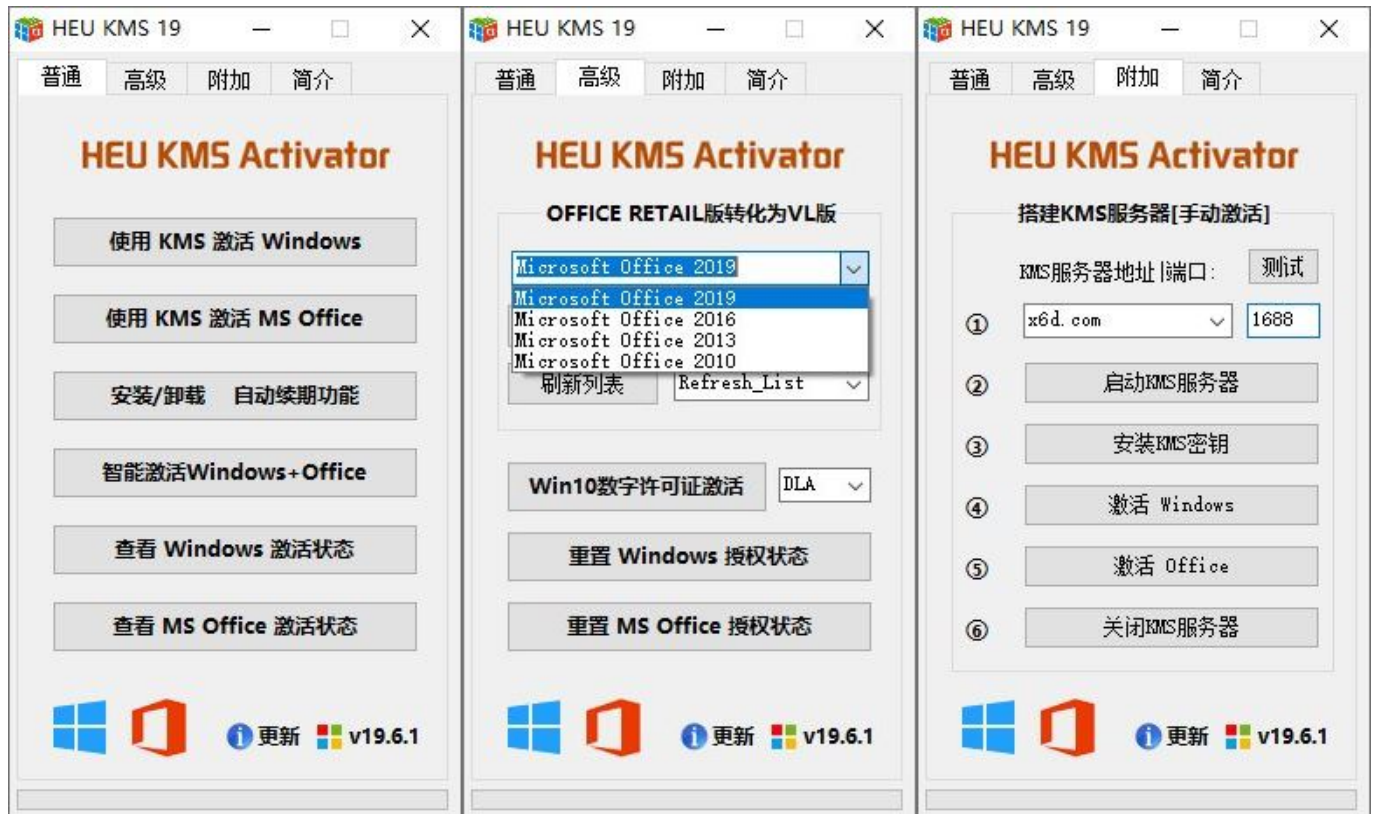 HEU KMS 19
普通 高级 附加 简介
HEU KMS Activator
使用 KMS 激活 Windows
使用 KMS 激活 MS Office
安装/卸载 自动续期功能
智能激活Windows+Office
查看 Windows 激活状态
查看 MS Office 激活状态
更新 v19.6.1
HEU KMS 19
普通 高级 附加 简介
HEU KMS Activator
OFFICE RETAIL版转化为VL版
Microsoft Office 2019
Microsoft Office 2019
Microsoft Office 2016
Microsoft Office 2013
Microsoft Office 2010
刷新列表 Refresh_List
Win10数字许可证激活 DLA
重置 Windows 授权状态
重置 MS Office 授权状态
更新 v19.6.1
HEU KMS 19
普通 高级 附加 简介
HEU KMS Activator
搭建KMS服务器[手动激活]
KMS服务器地址|端口: 测试
① x6d.com 1688
② 启动KMS服务器
③ 安装KMS密钥
④ 激活 Windows
⑤ 激活 Office
⑥ 关闭KMS服务器
更新 v19.6.1